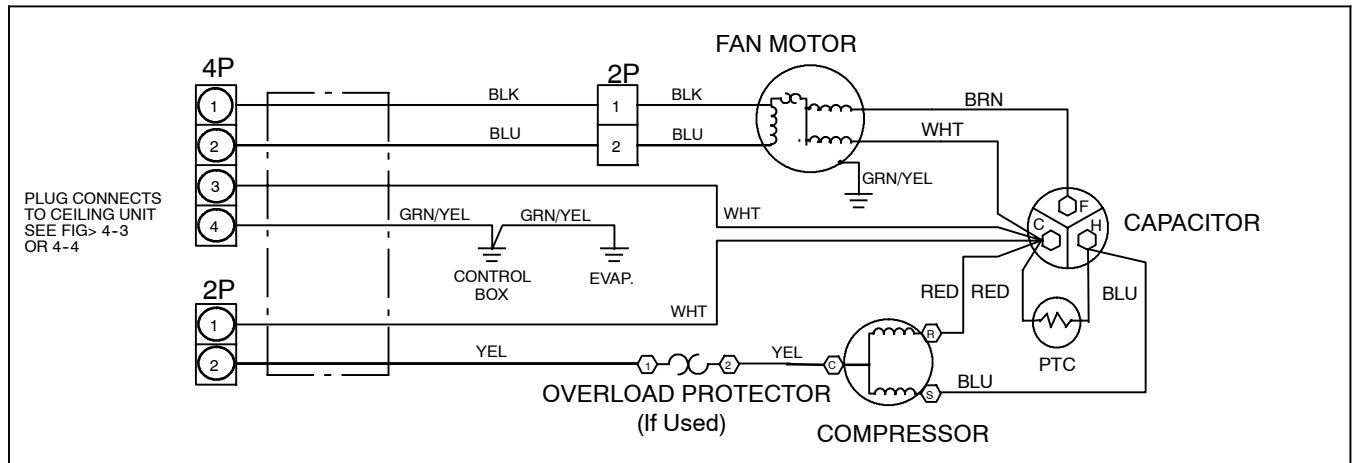 FAN MOTOR
4P
2P
1
BLK
1
BLK
BRN
2
BLU
2
BLU
WHT
3
GRN/YEL
PLUG CONNECTS
TO CEILING UNIT
SEE FIG> 4-3
OR 4-4
4
GRN/YEL
GRN/YEL
WHT
F
C
H
CAPACITOR
CONTROL
BOX
EVAP.
2P
1
WHT
RED
RED
BLU
R
PTC
2
YEL
1
2
YEL
C
OVERLOAD PROTECTOR
(If Used)
S
BLU
COMPRESSOR